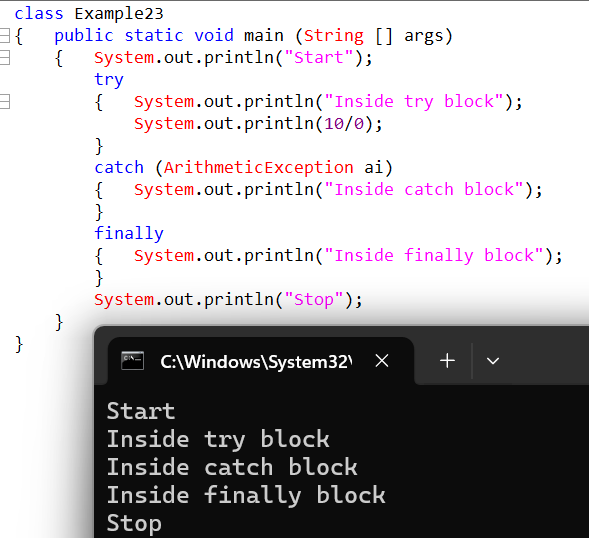 class Example23
{   public static void main (String [] args)
    {   System.out.println("Start");
        try
        {   System.out.println("Inside try block");
            System.out.println(10/0);
        }
        catch (ArithmeticException ai)
        {   System.out.println("Inside catch block");
        }
        finally
        {   System.out.println("Inside finally block");
        }
        System.out.println("Stop");
    }
}
C:\Windows\System32\
Start
Inside try block
Inside catch block
Inside finally block
Stop